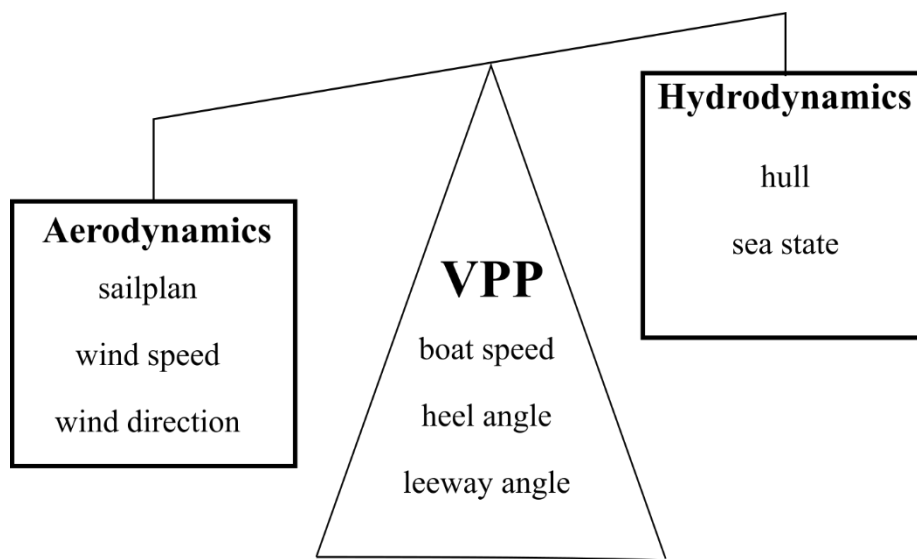 Aerodynamics
sailplan
wind speed
wind direction
VPP
boat speed
heel angle
leeway angle
Hydrodynamics
hull
sea state